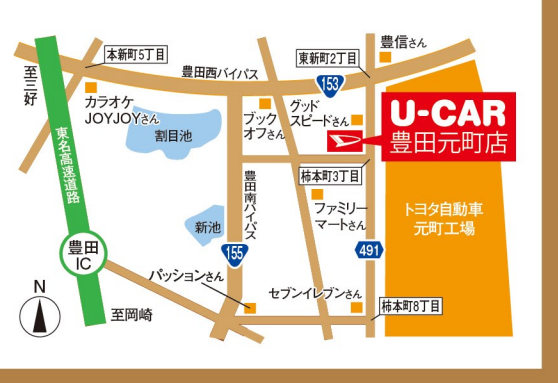 豊信さん
本新町5丁目
東新町2丁目
至三好
豊田西バイパス
153
カラオケ
JOYJOYさん
ブック
オフさん
グッド
スピードさん
U-CAR
豊田元町店
割目池
東名高速道路
柿本町3丁目
豊田南バイパス
ファミリー
マートさん
トヨタ自動車
元町工場
新池
豊田
IC
155
491
パッションさん
セブンイレブンさん
N
至岡崎
柿本町8丁目